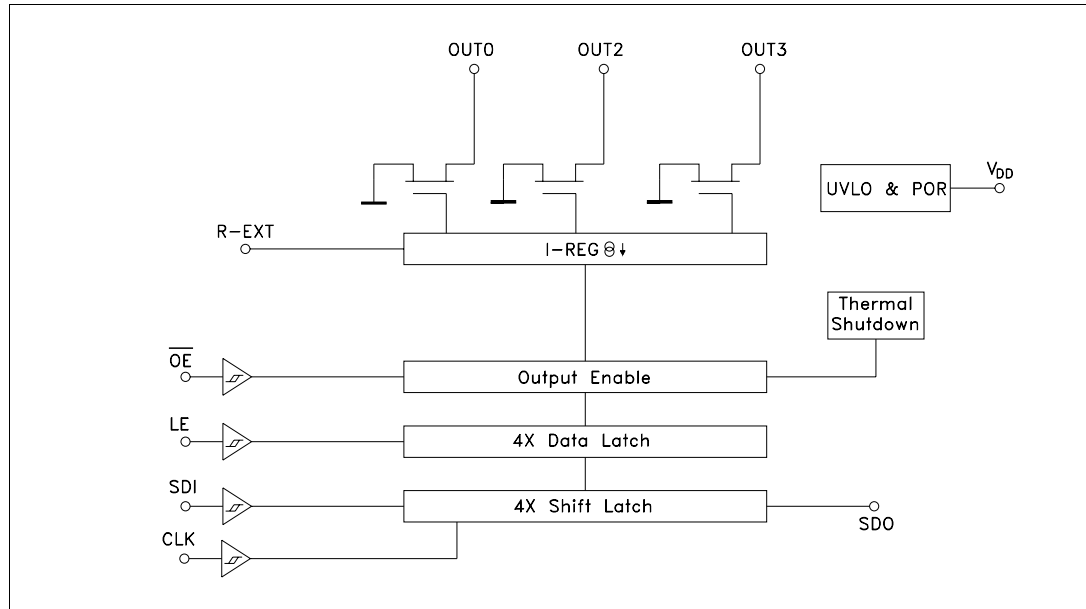 OUT0 OUT2 OUT3
UVLO & POR
VDD
R-EXT
I-REG
Thermal
Shutdown
OE
Output Enable
LE
4X Data Latch
SDI
4X Shift Latch
SDO
CLK